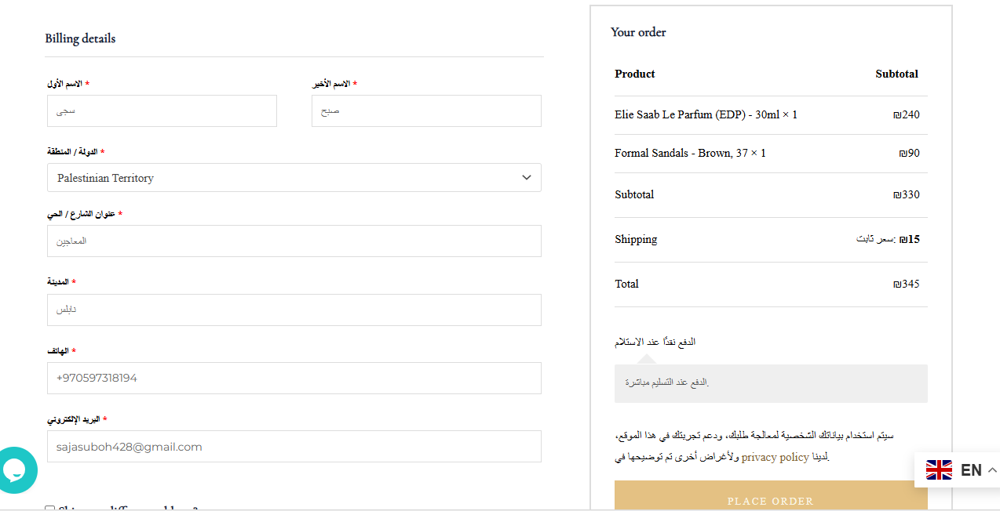 Billing details
الاسم الأول *
الاسم الأخير *
سجى
صبح
الدولة / المنطقة *
Palestinian Territory
عنوان الشارع / الحي *
المعاجين
المدينة *
نابلس
الهاتف *
+970597318194
البريد الإلكتروني *
sajasuboh428@gmail.com
Your order
Product Subtotal
Elie Saab Le Parfum (EDP) - 30ml × 1 ₪240
Formal Sandals - Brown, 37 × 1 ₪90
Subtotal ₪330
Shipping سعر ثابت: ₪15
Total ₪345
الدفع نقدًا عند الاستلام
الدفع عند التسليم مباشرة.
سيتم استخدام بياناتك الشخصية لمعالجة طلبك، ودعم تجربتك في هذا الموقع،
ولأغراض أخرى تم توضيحها في privacy policy لدينا.
PLACE ORDER
EN